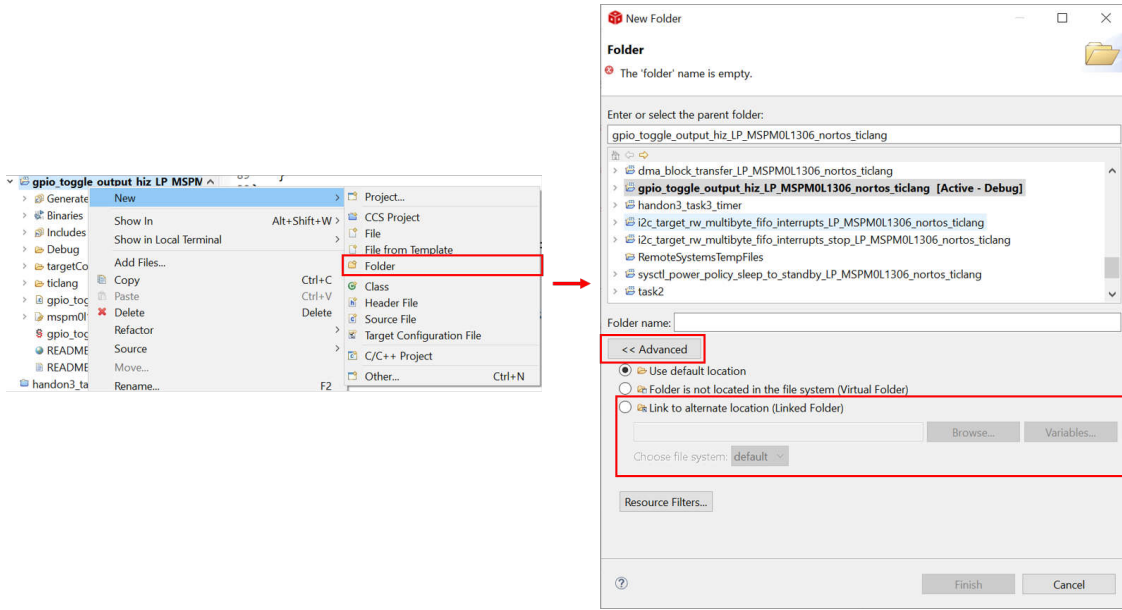 gpio_toggle_output_hiz_LP_MSPM
Generate
Binaries
Includes
Debug
targetCo
ticlang
gpio_tog
mspm0l
gpio_tog
README
README
handon3_ta
New
Show In Alt+Shift+W >
Show in Local Terminal
Add Files...
Copy Ctrl+C
Paste Ctrl+V
Delete Delete
Refactor
Source
Move...
Rename... F2
Project...
CCS Project
File
File from Template
Folder
Class
Header File
Source File
Target Configuration File
C/C++ Project
Other... Ctrl+N
New Folder
Folder
The 'folder' name is empty.
Enter or select the parent folder:
gpio_toggle_output_hiz_LP_MSPM0L1306_nortos_ticlang
dma_block_transfer_LP_MSPM0L1306_nortos_ticlang
gpio_toggle_output_hiz_LP_MSPM0L1306_nortos_ticlang [Active - Debug]
handon3_task3_timer
i2c_target_rw_multibyte_fifo_interrupts_LP_MSPM0L1306_nortos_ticlang
i2c_target_rw_multibyte_fifo_interrupts_stop_LP_MSPM0L1306_nortos_ticlang
RemoteSystemsTempFiles
sysctl_power_policy_sleep_to_standby_LP_MSPM0L1306_nortos_ticlang
task2
Folder name:
<< Advanced
Use default location
Folder is not located in the file system (Virtual Folder)
Link to alternate location (Linked Folder)
Browse... Variables...
Choose file system: default
Resource Filters...
Finish Cancel